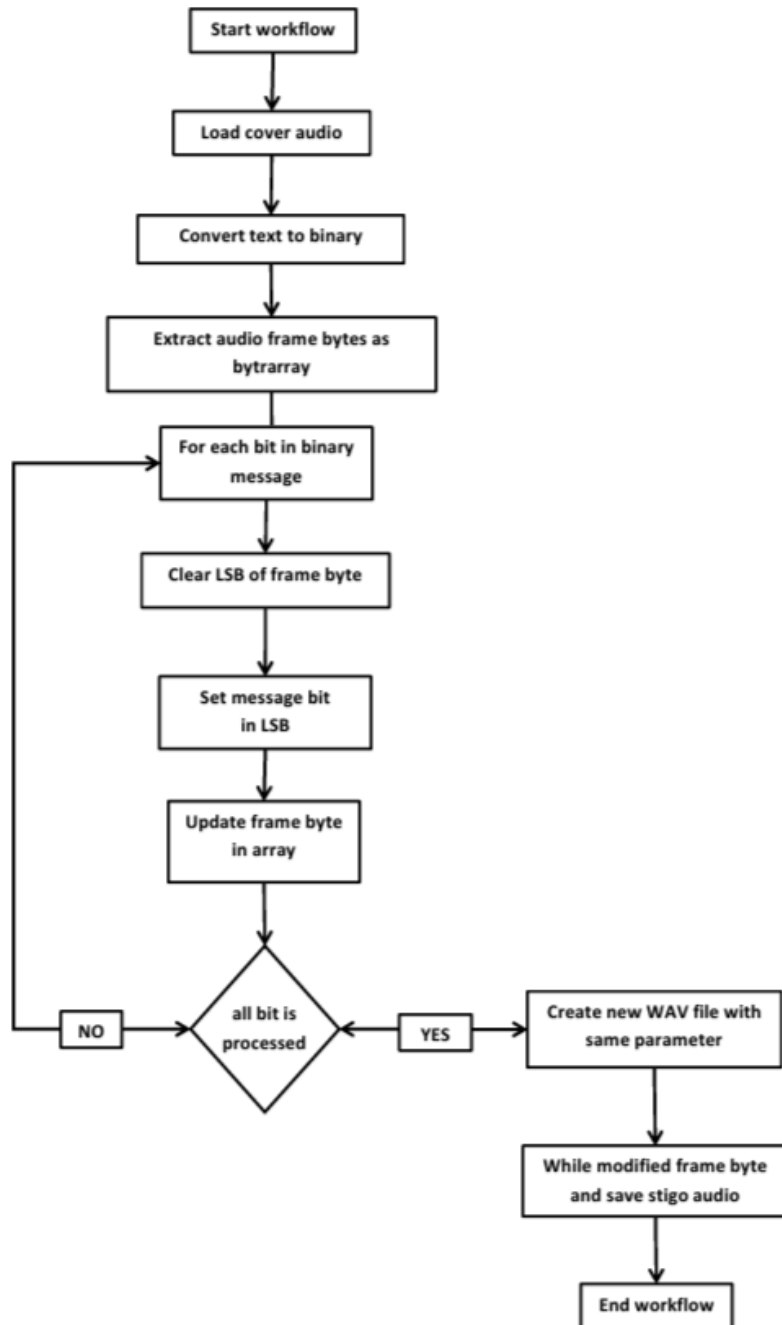 Start workflow
Load cover audio
Convert text to binary
Extract audio frame bytes as
bytrarray
For each bit in binary
message
Clear LSB of frame byte
Set message bit
in LSB
Update frame byte
in array
all bit is
processed
NO
YES
Create new WAV file with
same parameter
While modified frame byte
and save stigo audio
End workflow